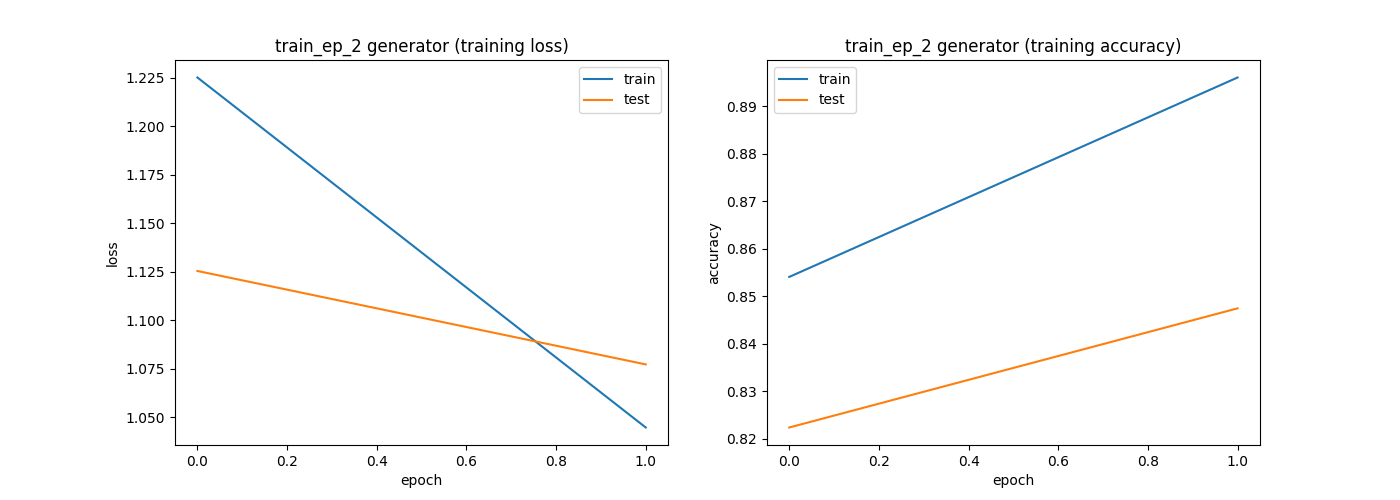 train_ep_2 generator (training loss)
train
test
1.225
1.200
1.175
1.150
1.125
1.100
1.075
1.050
loss
0.0 0.2 0.4 0.6 0.8 1.0
epoch
train_ep_2 generator (training accuracy)
train
test
0.89
0.88
0.87
0.86
0.85
0.84
0.83
0.82
accuracy
0.0 0.2 0.4 0.6 0.8 1.0
epoch